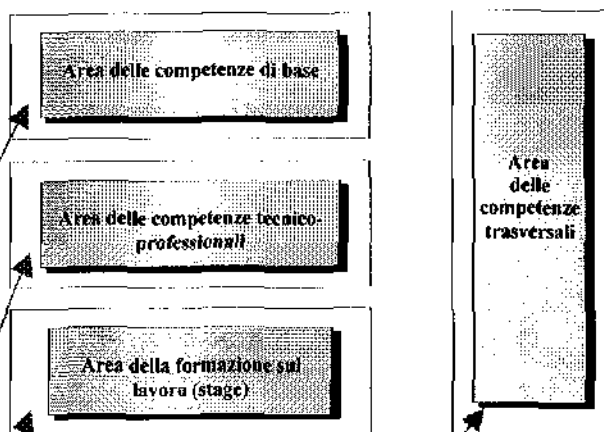 Area delle competenze di base
Area delle competenze tecnico-
professionali
Area della formazione sul
lavoro (stage)
Area
delle
competenze
trasversali